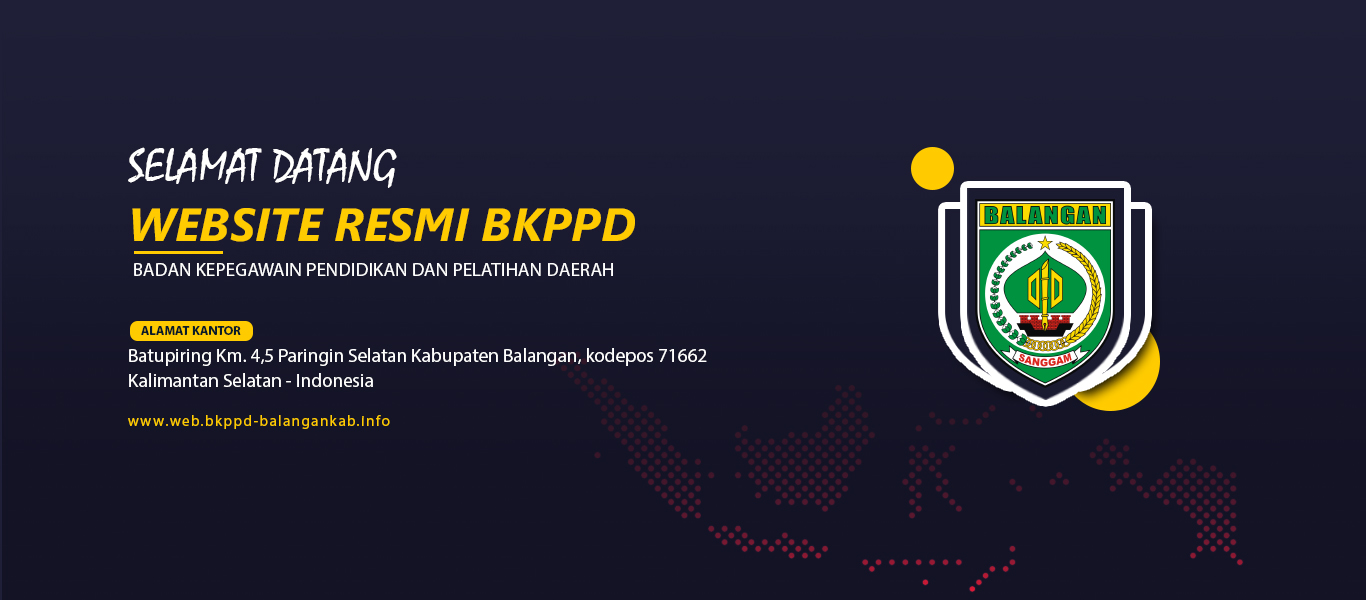 SELAMAT DATANG
WEBSITE RESMI BKPPD
BADAN KEPEGAWAIN PENDIDIKAN DAN PELATIHAN DAERAH
ALAMAT KANTOR
Batupiring Km. 4,5 Paringin Selatan Kabupaten Balangan, kodepos 71662
Kalimantan Selatan - Indonesia
www.web.bkppd-balangankab.info
BALANGAN
SANGGAM